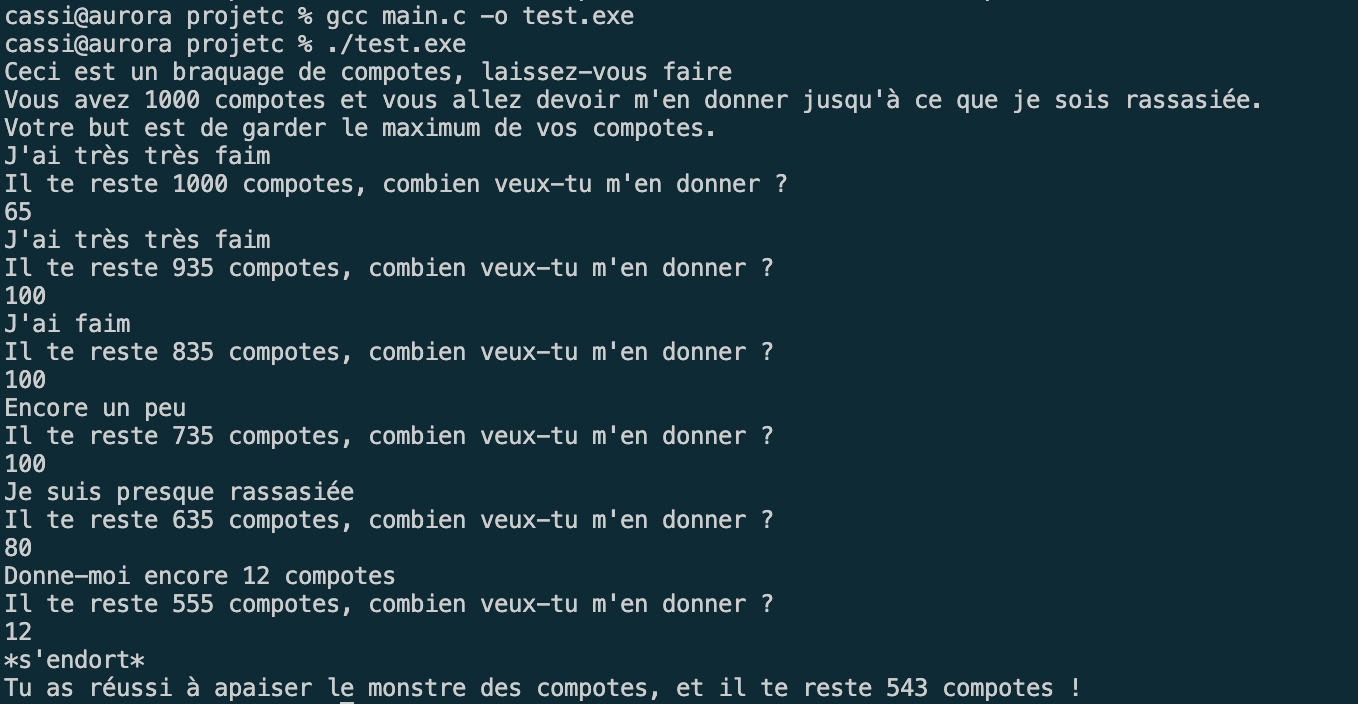 cassi@aurora projetc % gcc main.c -o test.exe
cassi@aurora projetc % ./test.exe
Ceci est un braquage de compotes, laissez-vous faire
Vous avez 1000 compotes et vous allez devoir m'en donner jusqu'à ce que je sois rassasiée.
Votre but est de garder le maximum de vos compotes.
J'ai très très faim
Il te reste 1000 compotes, combien veux-tu m'en donner ?
65
J'ai très très faim
Il te reste 935 compotes, combien veux-tu m'en donner ?
100
J'ai faim
Il te reste 835 compotes, combien veux-tu m'en donner ?
100
Encore un peu
Il te reste 735 compotes, combien veux-tu m'en donner ?
100
Je suis presque rassasiée
Il te reste 635 compotes, combien veux-tu m'en donner ?
80
Donne-moi encore 12 compotes
Il te reste 555 compotes, combien veux-tu m'en donner ?
12
*s'endort*
Tu as réussi à apaiser le monstre des compotes, et il te reste 543 compotes !